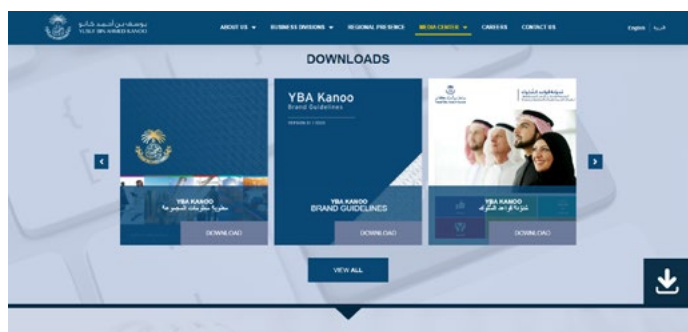 يوسف بن أحمد كانو
YUSUF BIN AHMED KANOO
ABOUT US
BUSINESS DIVISIONS
REGIONAL PRESENCE
MEDIA CENTER
CAREERS
CONTACT US
English
DOWNLOADS
YBA KANOO
DOWNLOAD
YBA Kanoo
Brand Guidelines
YBA KANOO
BRAND GUIDELINES
DOWNLOAD
YBA KANOO
DOWNLOAD
VIEW ALL